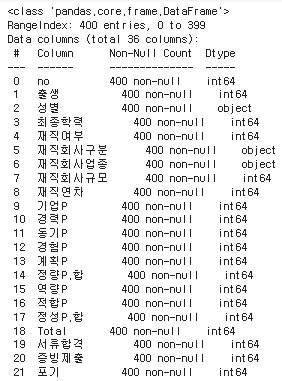 <class 'pandas.core.frame.DataFrame'>
RangeIndex: 400 entries, 0 to 399
Data columns (total 36 columns):
 #   Column   Non-Null Count  Dtype
---  ------   --------------  -----
 0   no   400 non-null   int64
 1   출생   400 non-null   int64
 2   성별   400 non-null   object
 3   최종학력   400 non-null   int64
 4   재직여부   400 non-null   int64
 5   재직회사구분   400 non-null   object
 6   재직회사업종   400 non-null   object
 7   재직회사규모   400 non-null   int64
 8   재직연차   400 non-null   int64
 9   기업P   400 non-null   int64
 10  경력P   400 non-null   int64
 11  동기P   400 non-null   int64
 12  경험P   400 non-null   int64
 13  계획P   400 non-null   int64
 14  정량P,합   400 non-null   int64
 15  역량P   400 non-null   int64
 16  적합P   400 non-null   int64
 17  정성P,합   400 non-null   int64
 18  Total   400 non-null   int64
 19  서류합격   400 non-null   int64
 20  증빙제출   400 non-null   int64
 21  포기   400 non-null   int64